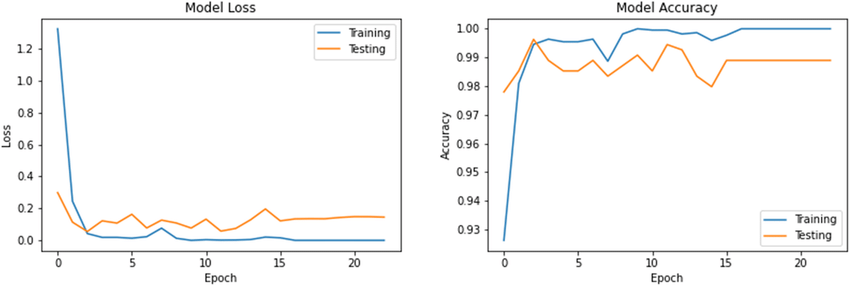 Model Loss
Training
Testing
1.2
1.0
0.8
0.6
0.4
0.2
0.0
Loss
0 5 10 15 20
Epoch
Model Accuracy
1.00
0.99
0.98
0.97
0.96
0.95
0.94
0.93
Accuracy
Training
Testing
0 5 10 15 20
Epoch